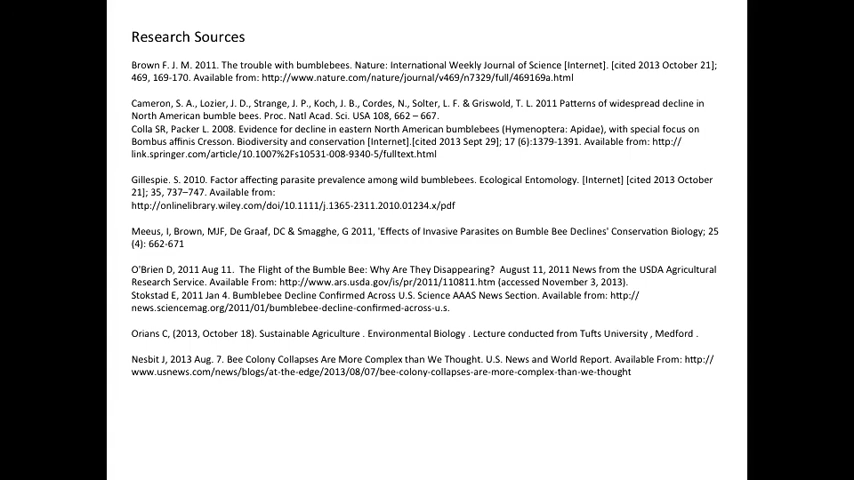 Research Sources
Brown F. J. M. 2011. The trouble with bumblebees. Nature: International Weekly Journal of Science [Internet]. [cited 2013 October 21];
469, 169-170. Available from: http://www.nature.com/nature/journal/v469/n7329/full/469169a.html
Cameron, S. A., Lozier, J. D., Strange, J. P., Koch, J. B., Cordes, N., Solter, L. F. & Griswold, T. L. 2011 Patterns of widespread decline in
North American bumble bees. Proc. Natl Acad. Sci. USA 108, 662 – 667.
Colla SR, Packer L. 2008. Evidence for decline in eastern North American bumblebees (Hymenoptera: Apidae), with special focus on
Bombus affinis Cresson. Biodiversity and conservation [Internet].[cited 2013 Sept 29]; 17 (6):1379-1391. Available from: http://
link.springer.com/article/10.1007%2Fs10531-008-9340-5/fulltext.html
Gillespie. S. 2010. Factor affecting parasite prevalence among wild bumblebees. Ecological Entomology. [Internet] [cited 2013 October
21]; 35, 737–747. Available from:
http://onlinelibrary.wiley.com/doi/10.1111/j.1365-2311.2010.01234.x/pdf
Meeus, I, Brown, MJF, De Graaf, DC & Smagghe, G 2011, 'Effects of Invasive Parasites on Bumble Bee Declines' Conservation Biology; 25
(4): 662-671
O'Brien D, 2011 Aug 11.  The Flight of the Bumble Bee: Why Are They Disappearing?  August 11, 2011 News from the USDA Agricultural
Research Service. Available From: http://www.ars.usda.gov/is/pr/2011/110811.htm (accessed November 3, 2013).
Stokstad E, 2011 Jan 4. Bumblebee Decline Confirmed Across U.S. Science AAAS News Section. Available from: http://
news.sciencemag.org/2011/01/bumblebee-decline-confirmed-across-u.s.
Orians C, (2013, October 18). Sustainable Agriculture . Environmental Biology . Lecture conducted from Tufts University , Medford .
Nesbit J, 2013 Aug. 7. Bee Colony Collapses Are More Complex than We Thought. U.S. News and World Report. Available From: http://
www.usnews.com/news/blogs/at-the-edge/2013/08/07/bee-colony-collapses-are-more-complex-than-we-thought